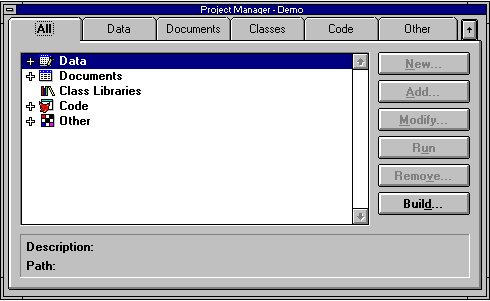 Project Manager - Demo
All Data Documents Classes Code Other
Data
Documents
Class Libraries
Code
Other
New...
Add...
Modify...
Run
Remove...
Build...
Description:
Path: